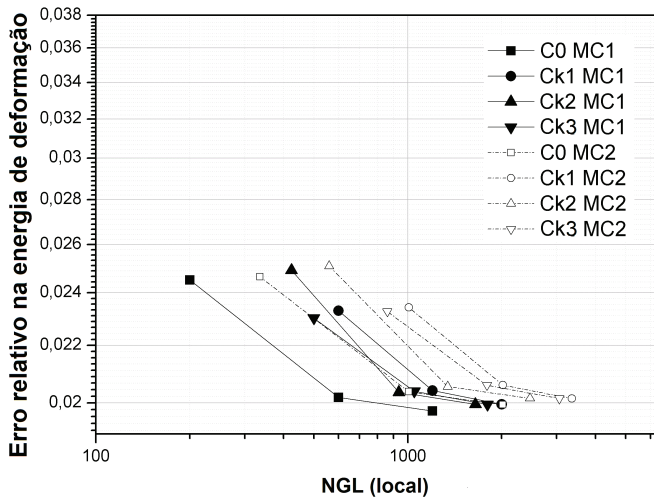 Erro relativo na energia de deformação
0,038
0,036
0,034
0,032
0,03
0,028
0,026
0,024
0,022
0,02
100
1000
NGL (local)
C0 MC1
Ck1 MC1
Ck2 MC1
Ck3 MC1
C0 MC2
Ck1 MC2
Ck2 MC2
Ck3 MC2